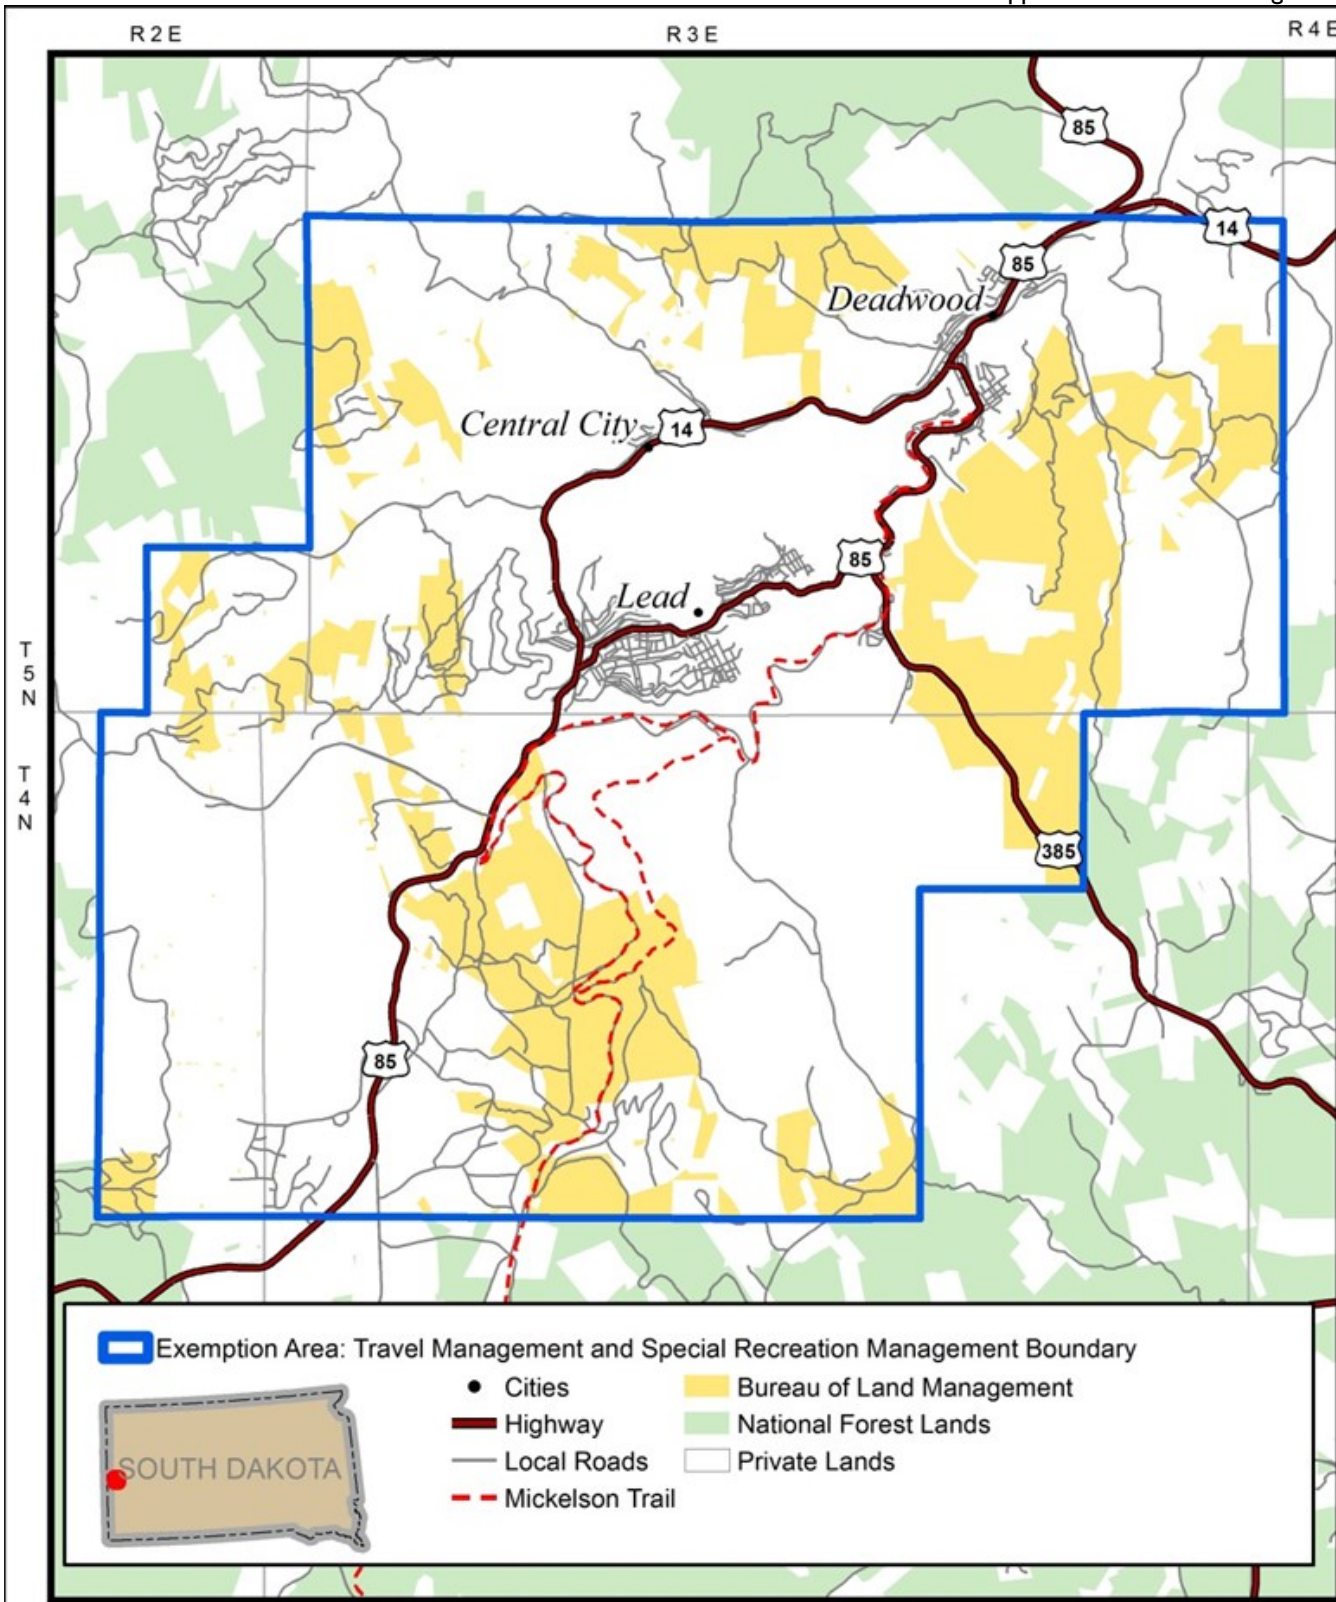 R 2 E
R 3 E
R 4 E
85
14
85
Deadwood
Central City
14
85
Lead
T
5
N
T
4
N
385
85
Exemption Area: Travel Management and Special Recreation Management Boundary
Cities
Bureau of Land Management
Highway
National Forest Lands
Local Roads
Private Lands
Mickelson Trail
SOUTH DAKOTA